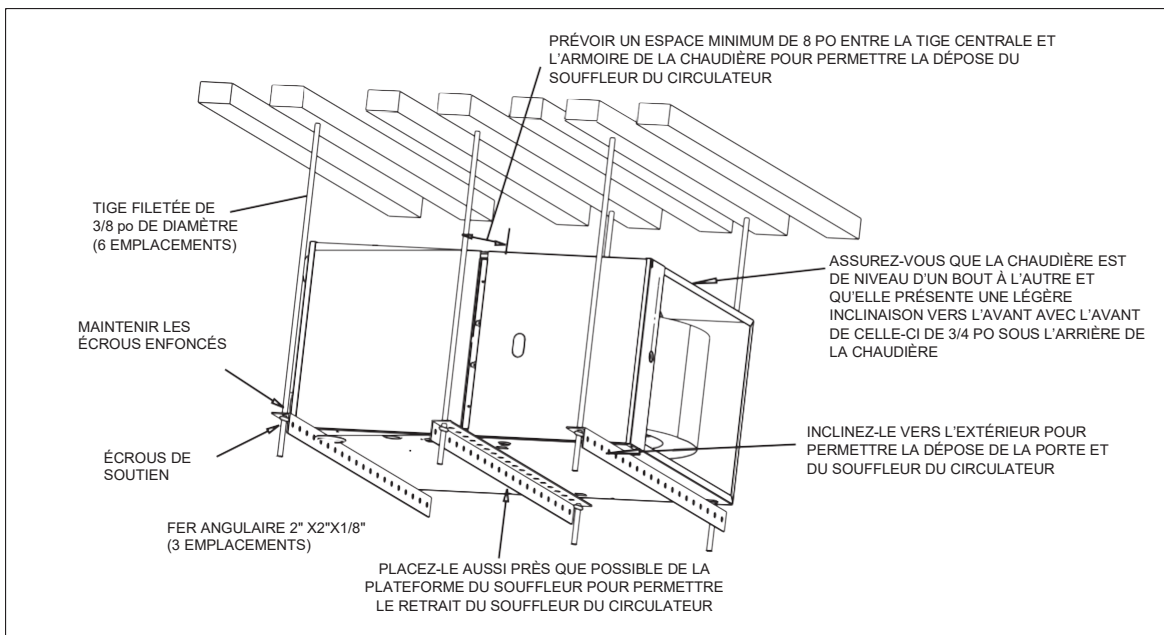 PRÉVOIR UN ESPACE MINIMUM DE 8 PO ENTRE LA TIGE CENTRALE ET
L'ARMOIRE DE LA CHAUDIÈRE POUR PERMETTRE LA DÉPOSE DU
SOUFFLEUR DU CIRCULATEUR
TIGE FILETÉE DE
3/8 po DE DIAMÈTRE
(6 EMPLACEMENTS)
ASSUREZ-VOUS QUE LA CHAUDIÈRE EST
DE NIVEAU D'UN BOUT À L'AUTRE ET
QU'ELLE PRÉSENTE UNE LÉGÈRE
INCLINAISON VERS L'AVANT AVEC L'AVANT
DE CELLE-CI DE 3/4 PO SOUS L'ARRIÈRE DE
LA CHAUDIÈRE
MAINTENIR LES
ÉCROUS ENFONCÉS
ÉCROUS DE
SOUTIEN
INCLINEZ-LE VERS L'EXTÉRIEUR POUR
PERMETTRE LA DÉPOSE DE LA PORTE ET
DU SOUFFLEUR DU CIRCULATEUR
FER ANGULAIRE 2" X2"X1/8"
(3 EMPLACEMENTS)
PLACEZ-LE AUSSI PRÈS QUE POSSIBLE DE LA
PLATEFORME DU SOUFFLEUR POUR PERMETTRE
LE RETRAIT DU SOUFFLEUR DU CIRCULATEUR